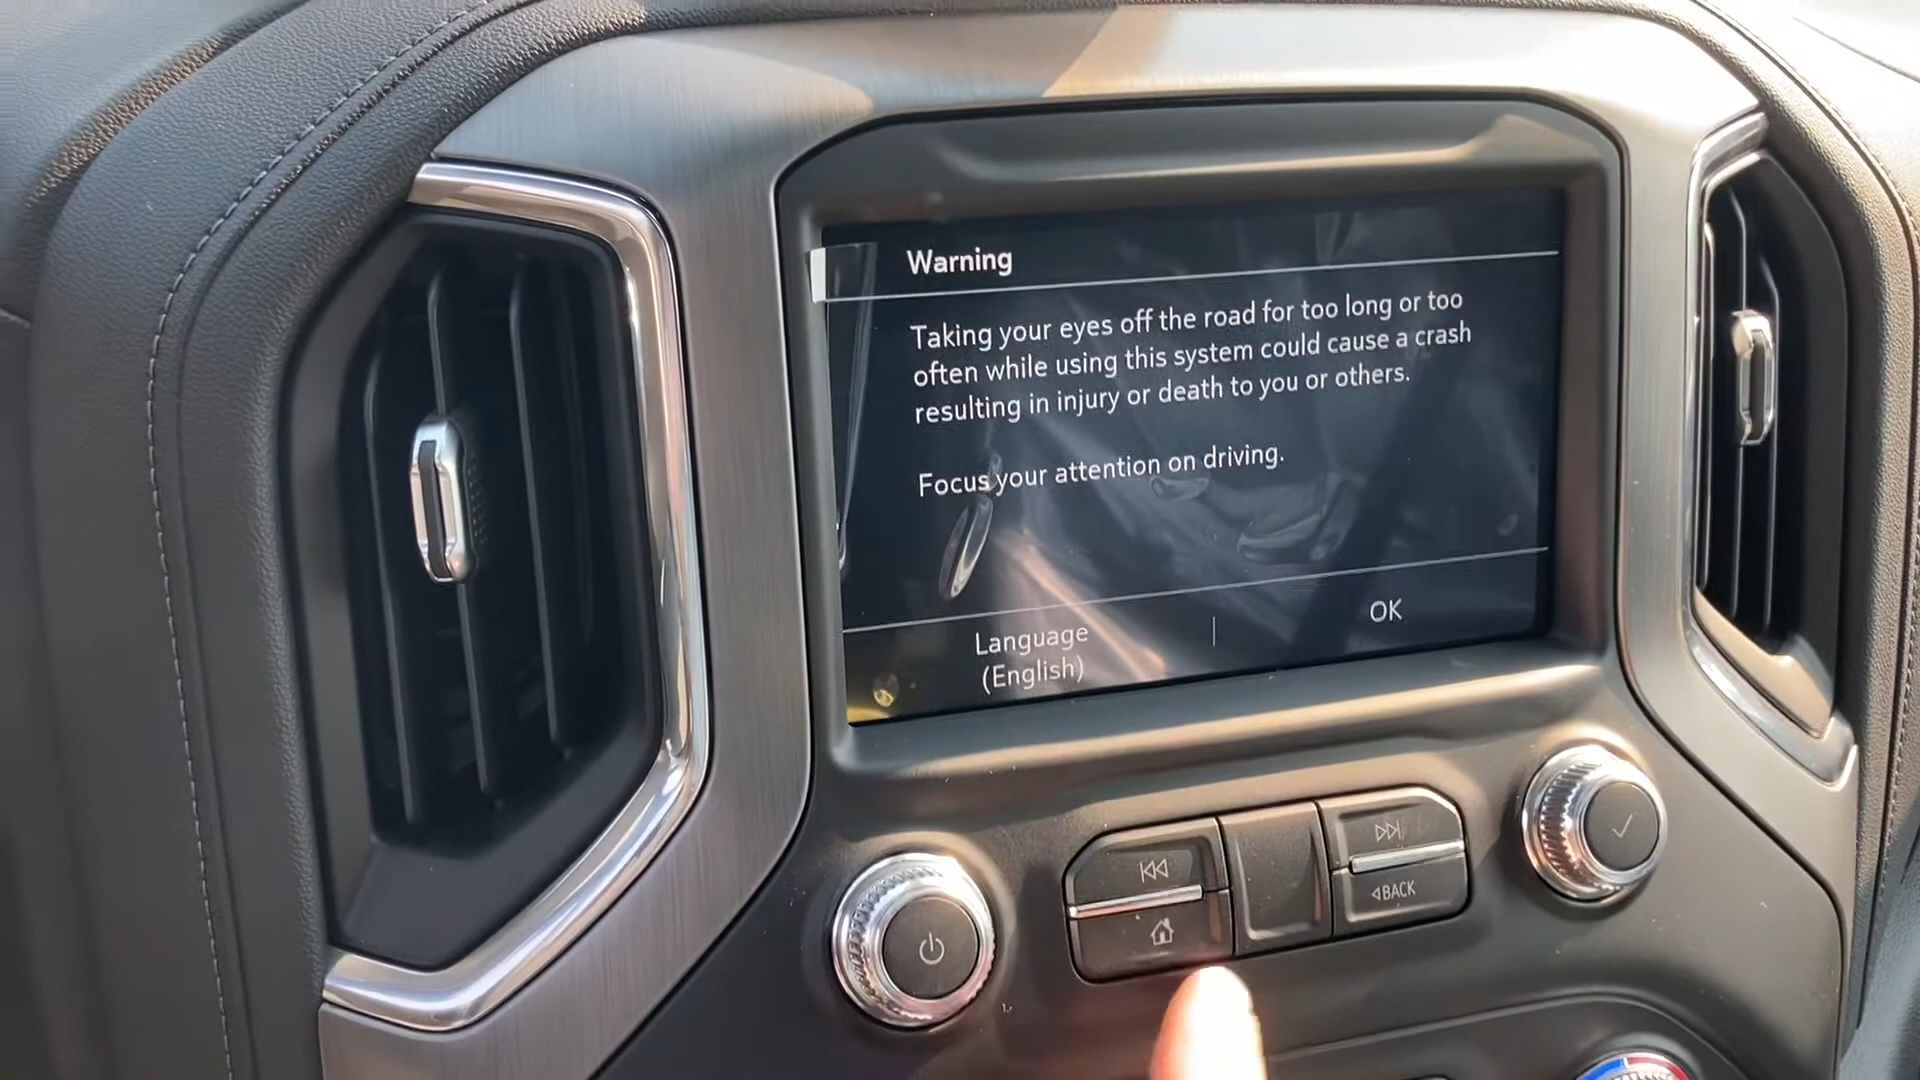 Warning
Taking your eyes off the road for too long or too
often while using this system could cause a crash
resulting in injury or death to you or others.
Focus your attention on driving.
Language
(English)
OK
BACK